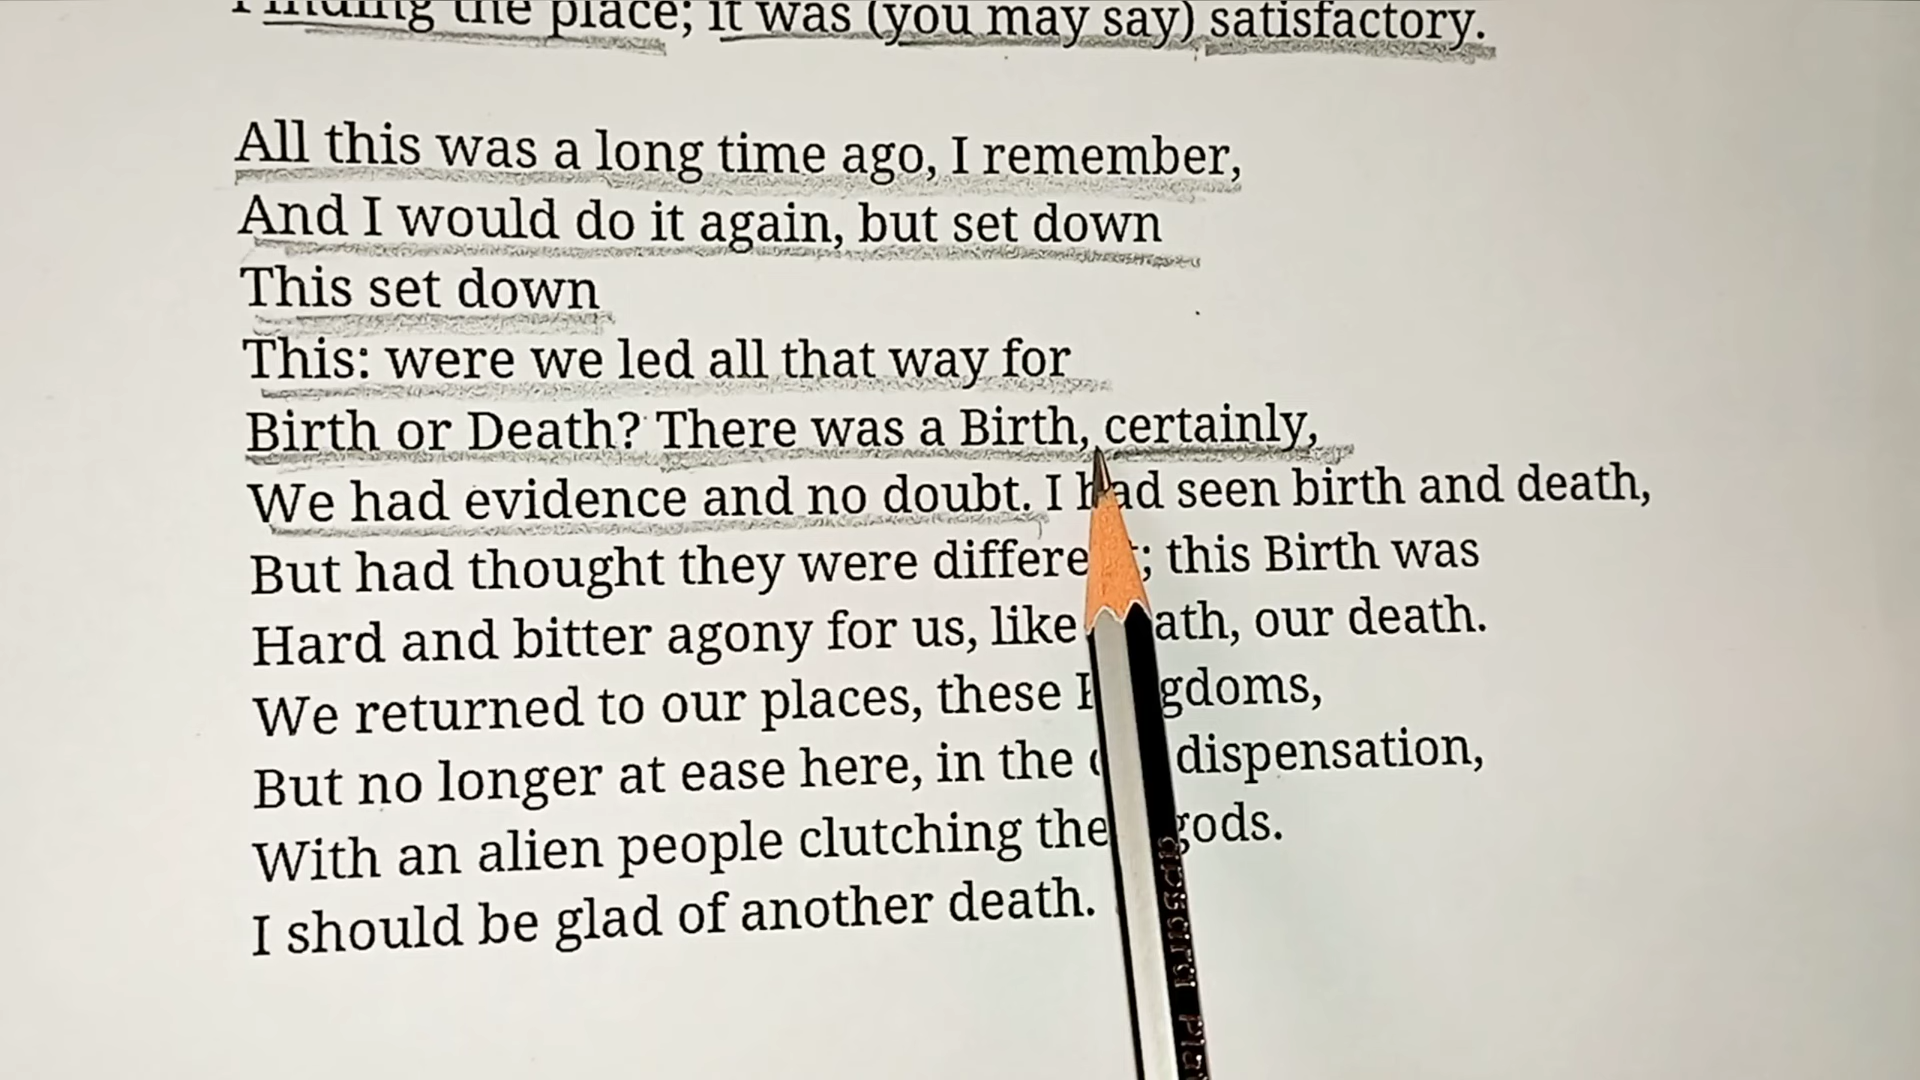 Finding the place; it was (you may say) satisfactory.
All this was a long time ago, I remember,
And I would do it again, but set down
This set down
This: were we led all that way for
Birth or Death? There was a Birth, certainly,
We had evidence and no doubt. I had seen birth and death,
But had thought they were different; this Birth was
Hard and bitter agony for us, like our death.
We returned to our places, these
But no longer at ease here, in the dispensation,
With an alien people clutching gods.
I should be glad of another death.